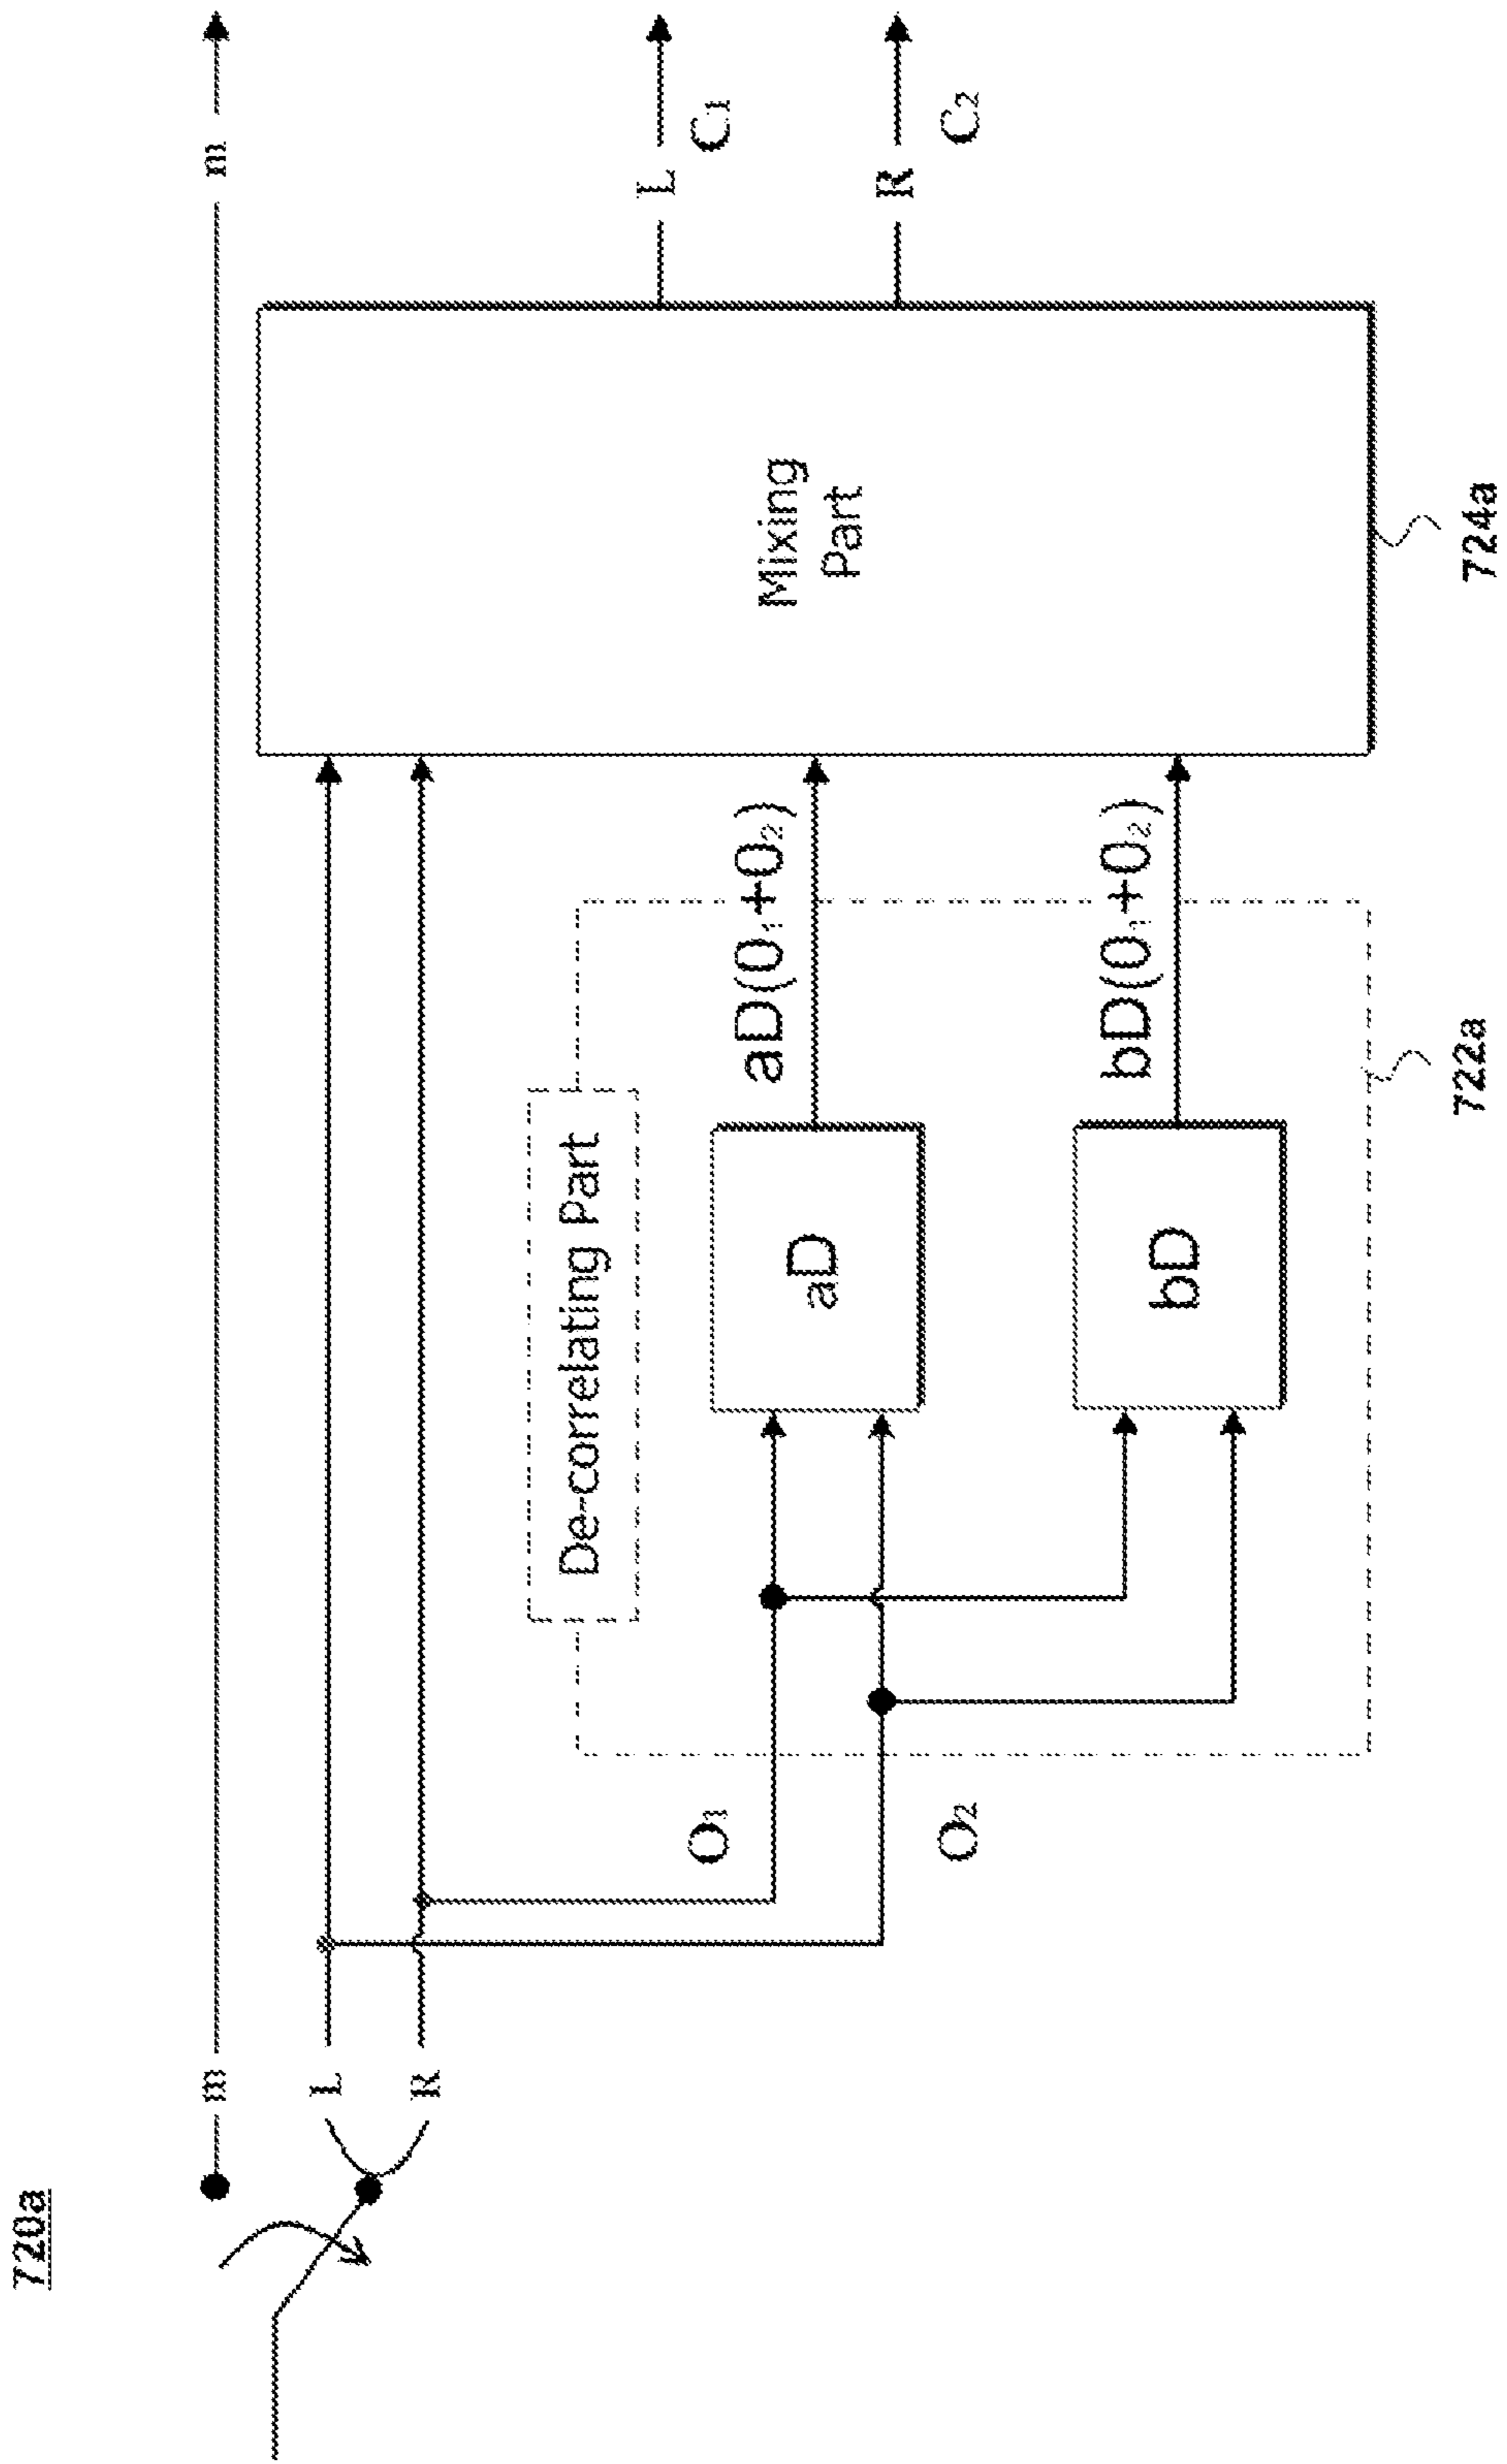 720a
m
m
L
R
L
C₁
R
C₂
O₁
O₂
De-correlating Part
aD
aD(O₁+O₂)
bD
bD(O₁+O₂)
Mixing
Part
722a
724a